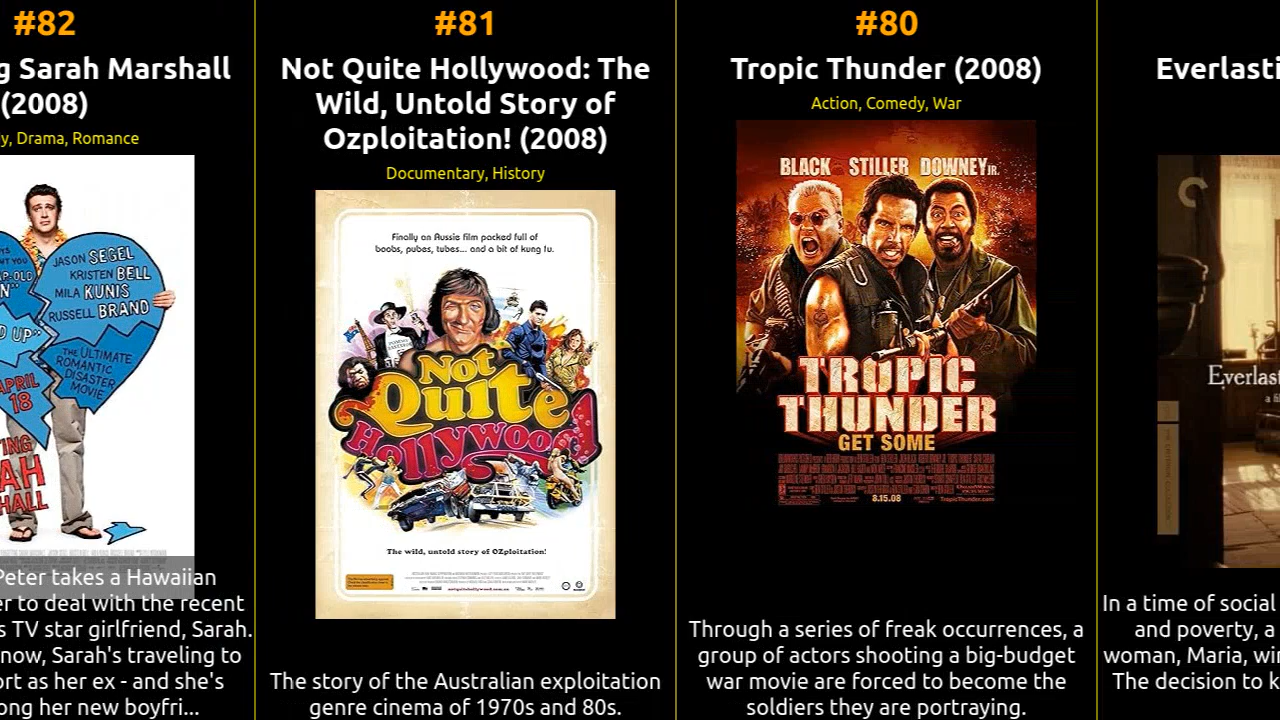 #82
g Sarah Marshall
(2008)
y, Drama, Romance
JASON SEGEL
KRISTEN BELL
MILA KUNIS
RUSSELL BRAND
THE ULTIMATE
ROMANTIC
DISASTER
MOVIE
APRIL
18
Peter takes a Hawaiian
er to deal with the recent
s TV star girlfriend, Sarah.
now, Sarah's traveling to
ort as her ex - and she's
ong her new boyfri...
#81
Not Quite Hollywood: The
Wild, Untold Story of
Ozploitation! (2008)
Documentary, History
Finally an Aussie film packed full of
boobs, pubes, tubes... and a bit of kung fu.
Not
Quite
Hollywood
The wild, untold story of OZploitation!
The story of the Australian exploitation
genre cinema of 1970s and 80s.
#80
Tropic Thunder (2008)
Action, Comedy, War
BLACK STILLER DOWNEY JR.
TROPIC
THUNDER
GET SOME
8.15.08
TropicThunder.com
Through a series of freak occurrences, a
group of actors shooting a big-budget
war movie are forced to become the
soldiers they are portraying.
Everlasti
Everlast
a fi
In a time of social
and poverty, a
woman, Maria, wi
The decision to k